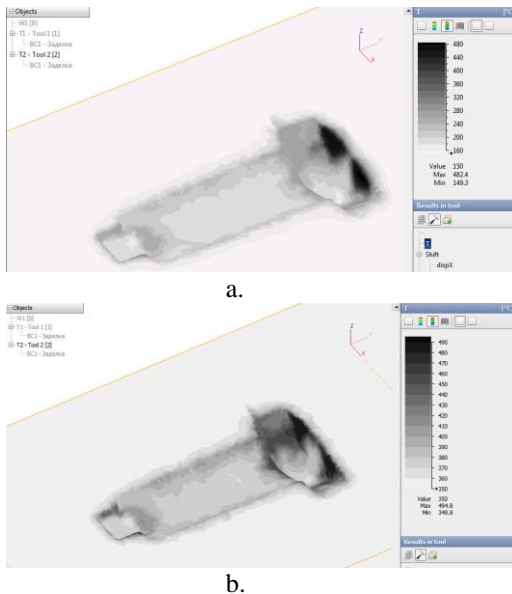 Objects
W1 [0]
T1 - Tool 1 [1]
BC1 - Заделка
T2 - Tool 2 [2]
BC1 - Заделка
Z
Y
X
T [°C]
480
440
400
360
320
280
240
200
160
Value 150
Max 482.4
Min 149.3
Results in tool
T
Shift
dispX
a.
Objects
W1 [0]
T1 - Tool 1 [1]
BC1 - Заделка
T2 - Tool 2 [2]
BC1 - Заделка
Z
Y
X
T [°C]
490
480
470
460
450
440
430
420
410
400
390
380
370
360
350
Value 350
Max 494.8
Min 349.8
Results in tool
b.